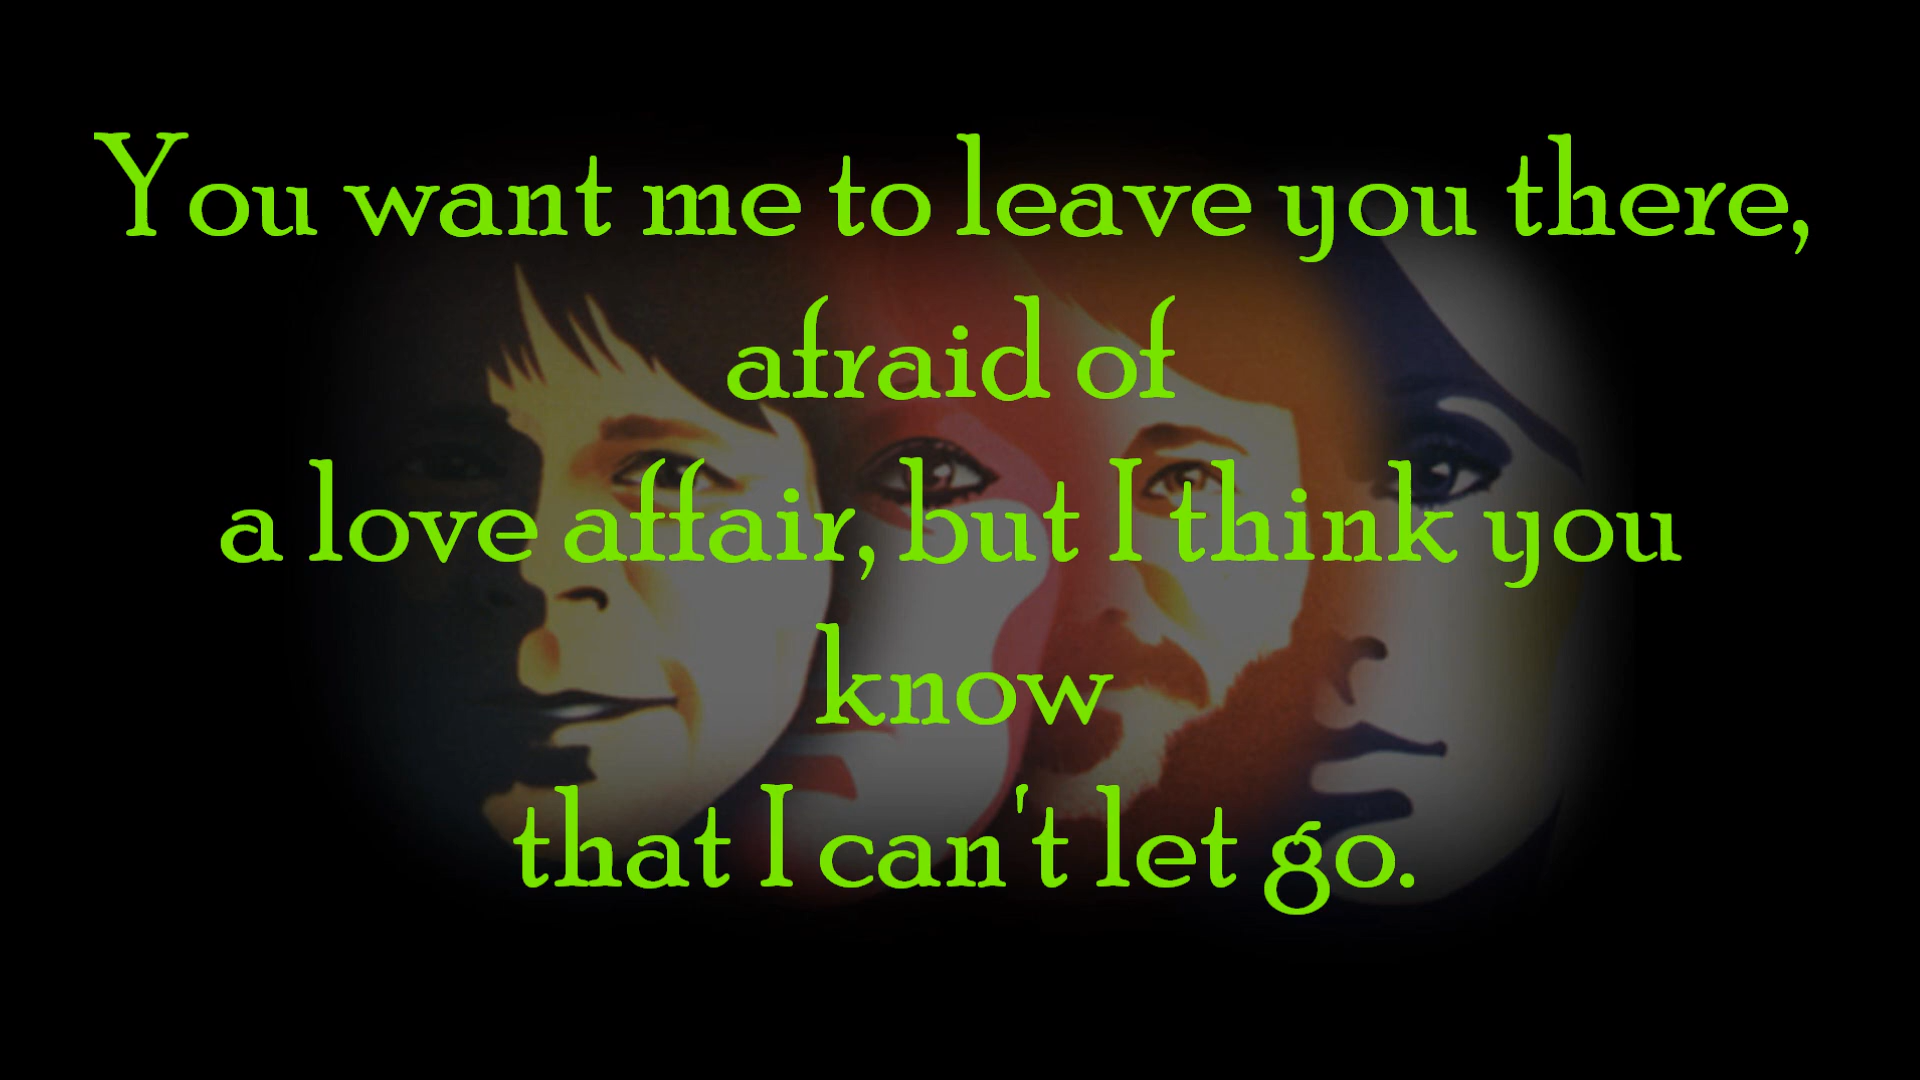 You want me to leave you there,
afraid of
a love affair, but I think you
know
that I can't let go.